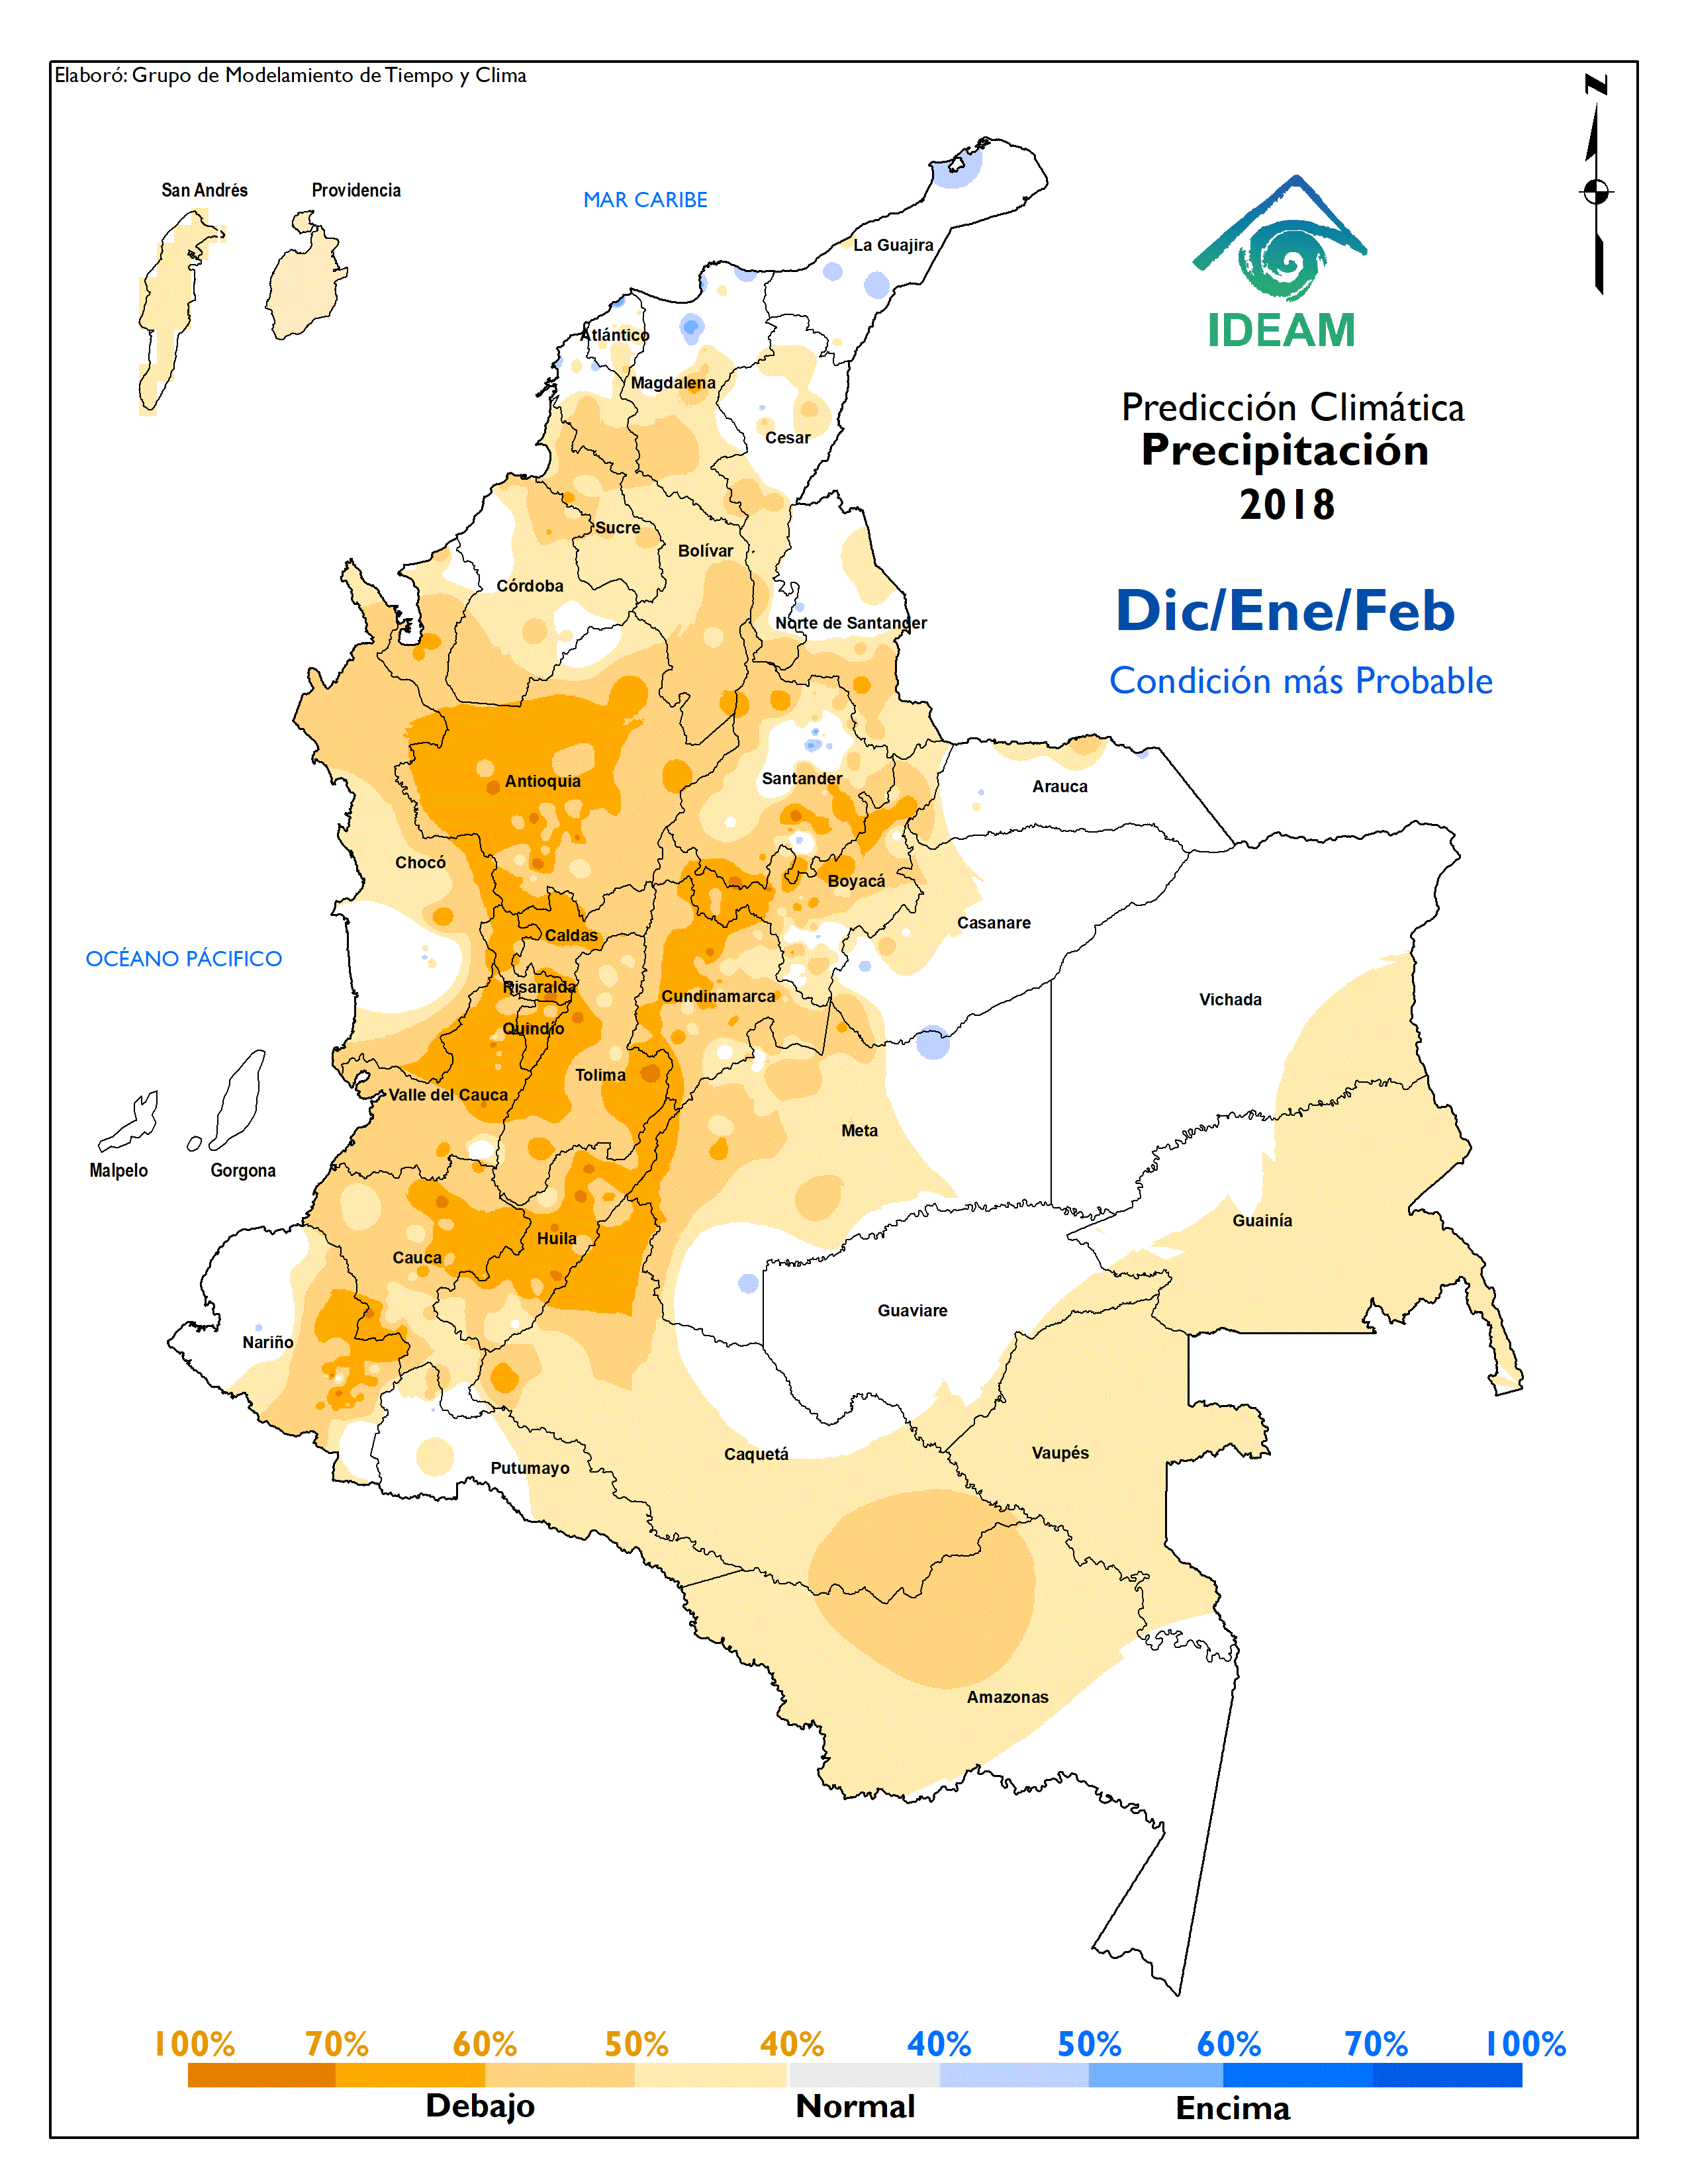 Elaboró: Grupo de Modelamiento de Tiempo y Clima
N
San Andrés
Providencia
MAR CARIBE
La Guajira
IDEAM
Atlántico
Magdalena
Predicción Climática
Cesar
Precipitación
2018
Sucre
Bolívar
Córdoba
Dic/Ene/Feb
Norte de Santander
Condición más Probable
Antioquia
Santander
Arauca
Chocó
Boyacá
Casanare
Caldas
OCÉANO PÁCIFICO
Risaralda
Cundinamarca
Vichada
Quindío
Tolima
Valle del Cauca
Meta
Malpelo
Gorgona
Guainía
Huila
Cauca
Guaviare
Nariño
Caquetá
Vaupés
Putumayo
Amazonas
100% 70% 60% 50% 40% 40% 50% 60% 70% 100%
Debajo Normal Encima